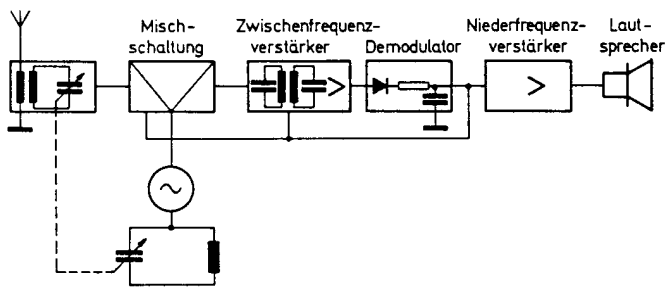 Misch-
schaltung
Zwischenfrequenz-
verstärker
Demodulator
Niederfrequenz-
verstärker
Laut-
sprecher